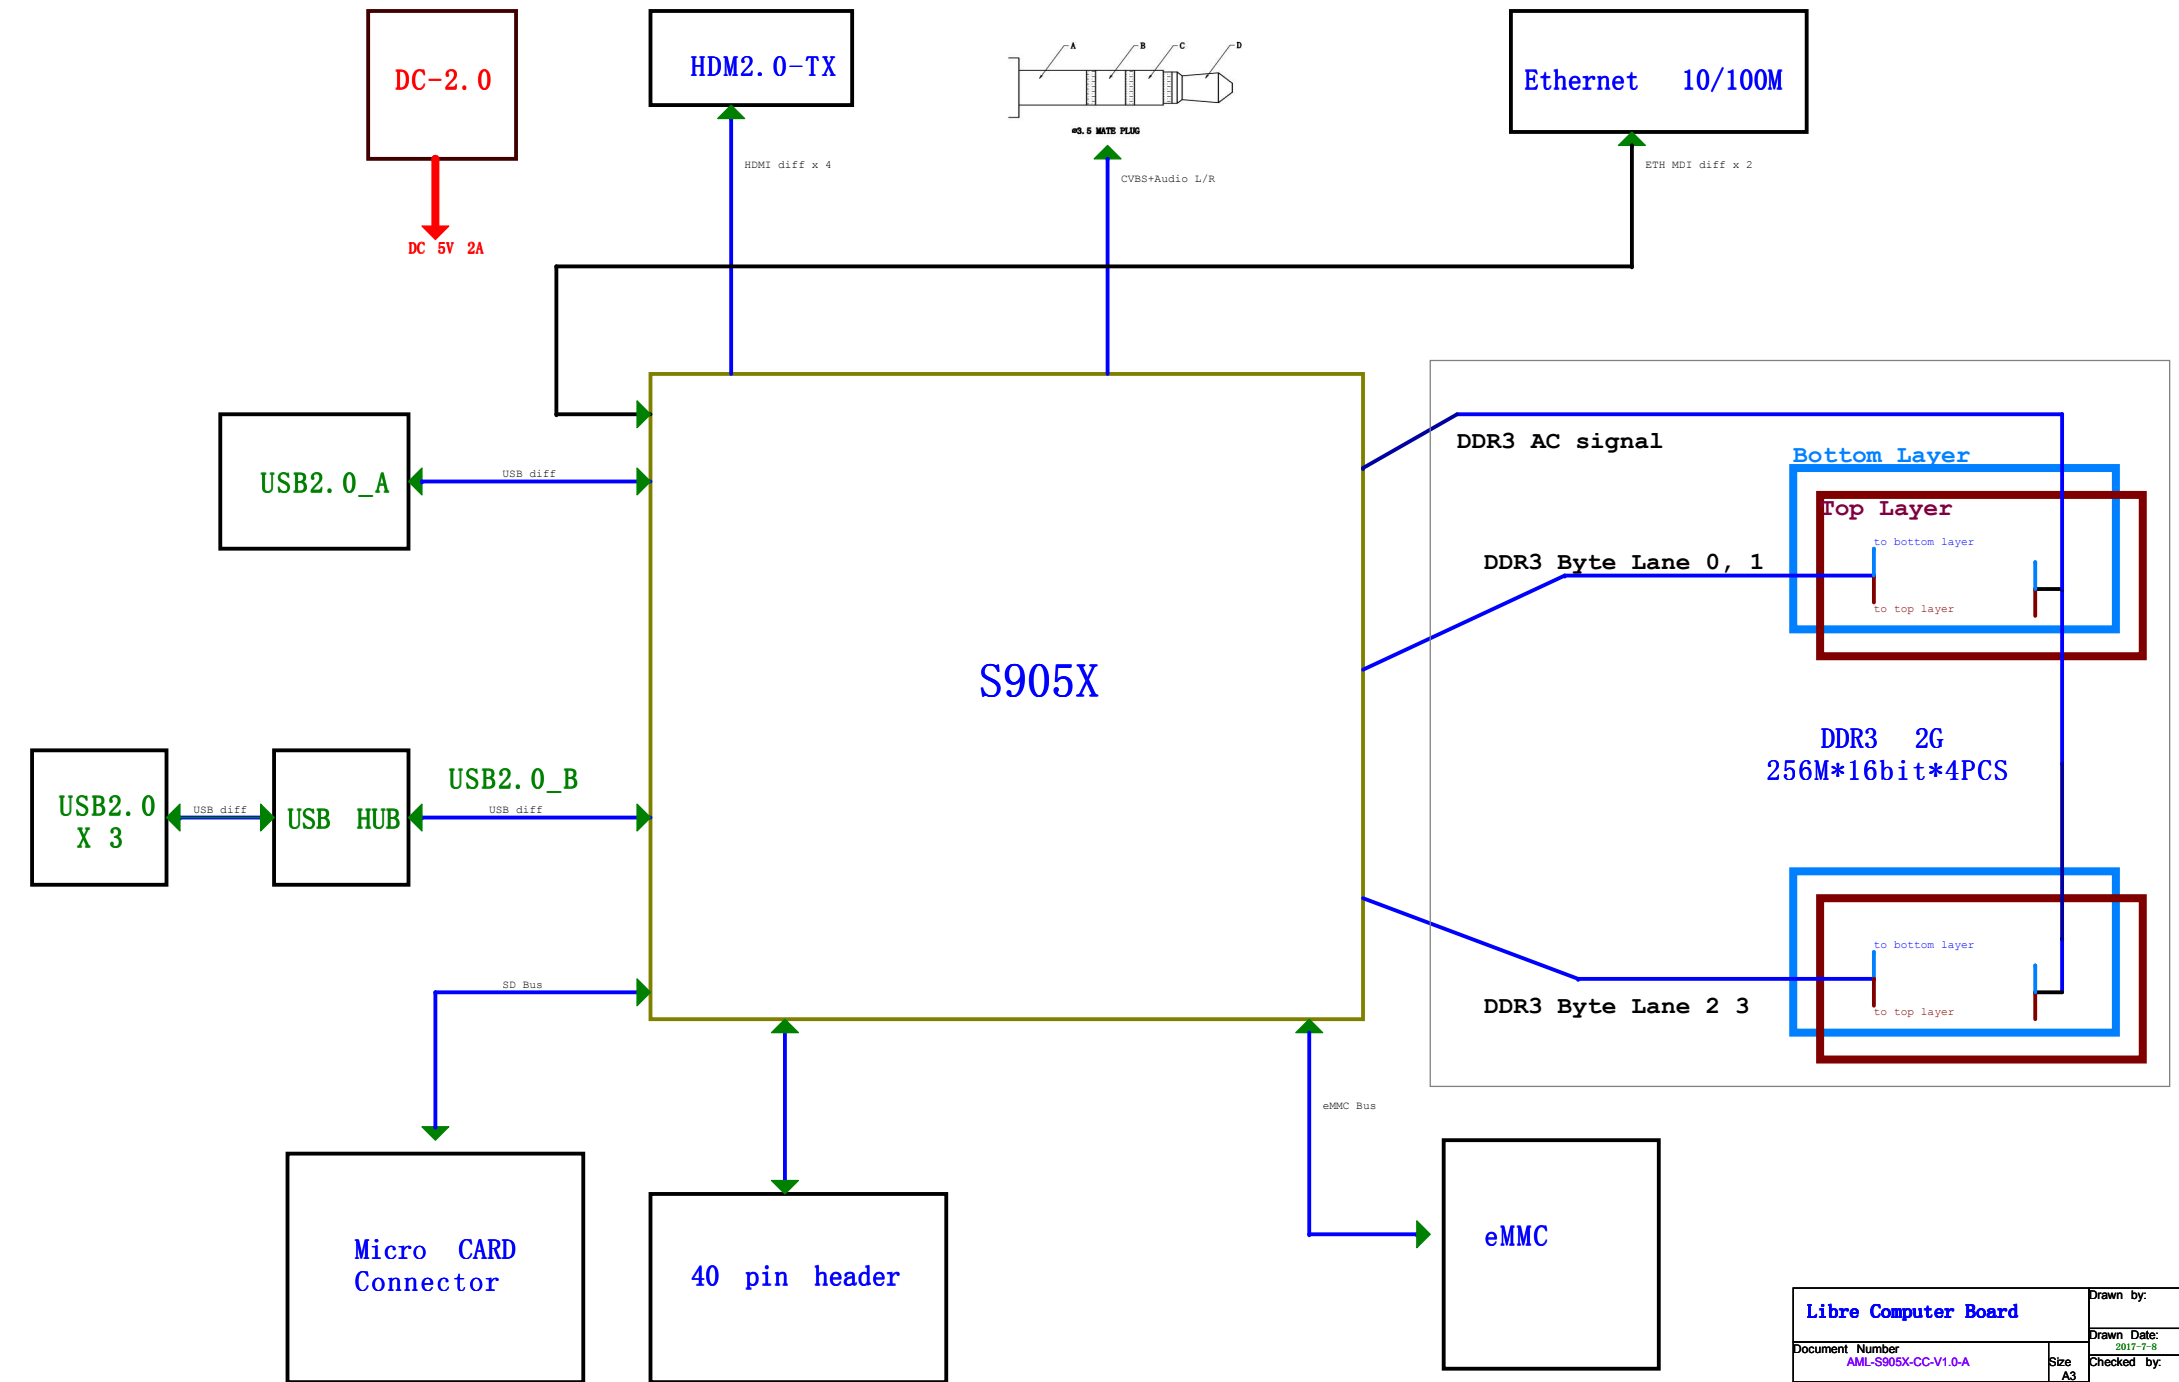 DC-2.0
DC 5V 2A
HDM2.0-TX
HDMI diff x 4
A
B
C
D
ø3.5 MATE PLUG
CVBS+Audio L/R
Ethernet 10/100M
ETH MDI diff x 2
USB2.0_A
USB diff
USB2.0
X 3
USB diff
USB HUB
USB2.0_B
USB diff
S905X
DDR3 AC signal
Bottom Layer
Top Layer
to bottom layer
to top layer
DDR3 Byte Lane 0, 1
DDR3 2G
256M*16bit*4PCS
to bottom layer
to top layer
DDR3 Byte Lane 2 3
SD Bus
eMMC Bus
Micro CARD
Connector
40 pin header
eMMC
Libre Computer Board
Drawn by:
Drawn Date:
2017-7-8
Document Number
AML-S905X-CC-V1.0-A
Size
A3
Checked by: